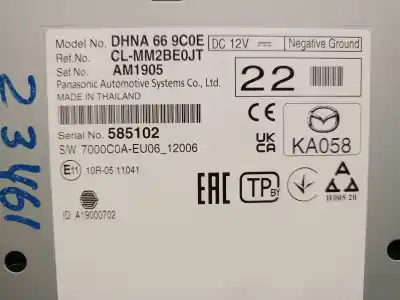 Model No. DHNA 66 9C0E
DC 12V
Negative Ground
Ref.No. CL-MM2BE0JT
Set No. AM1905
22
Panasonic Automotive Systems Co., Ltd.
MADE IN THAILAND
CE
Serial No. 585102
UK
CA
KA058
S/W 7000C0A-EU06_12006
E11
10R-05 11041
EAC
TP
BY
ID: A19000702
23461